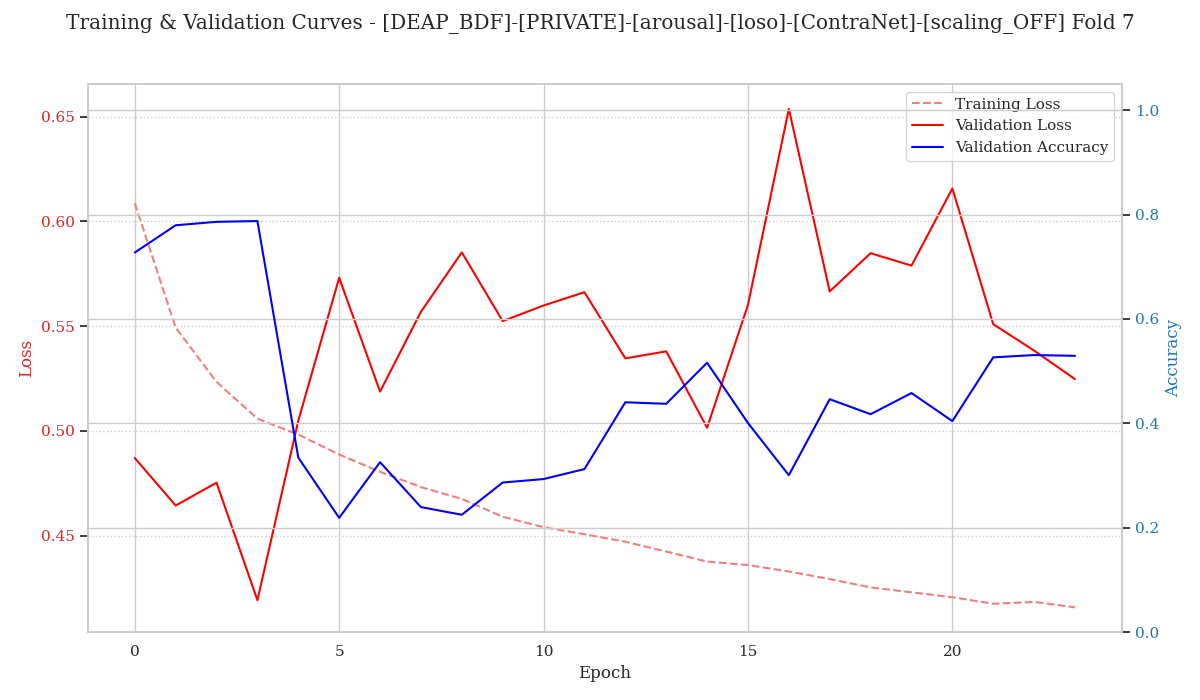 Training & Validation Curves - [DEAP_BDF]-[PRIVATE]-[arousal]-[loso]-[ContraNet]-[scaling_OFF] Fold 7
Training Loss
Validation Loss
Validation Accuracy
0.65
0.60
0.55
0.50
0.45
Loss
1.0
0.8
0.6
0.4
0.2
0.0
Accuracy
0
5
10
15
20
Epoch